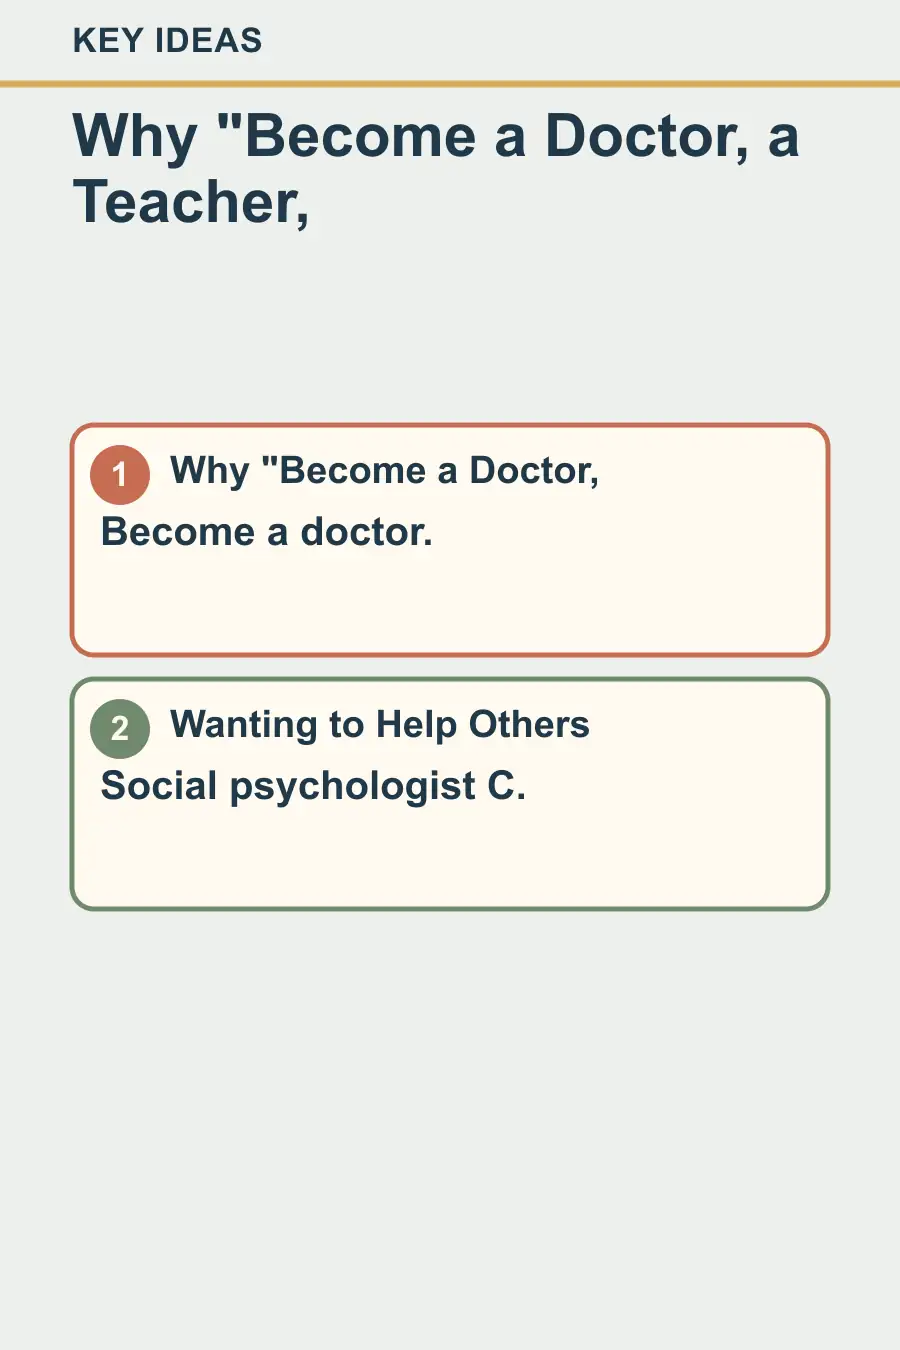 KEY IDEAS
Why "Become a Doctor, a
Teacher,
1 Why "Become a Doctor,
Become a doctor.
2 Wanting to Help Others
Social psychologist C.